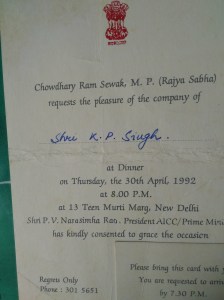 Chowdhary Ram Sewak, M. P. (Rajya Sabha)
requests the pleasure of the company of
Shri K. P. Singh.
at Dinner
on Thursday, the 30th April, 1992
at 8.00 P.M.
at 13 Teen Murti Marg, New Delhi
Shri P.V. Narasimha Rao, President AICC/Prime Mini
has kindly consented to grace the occasion
Regrets Only
Phone : 301 5651
Please bring this card with
You are requested to
by 7.30 P.M.